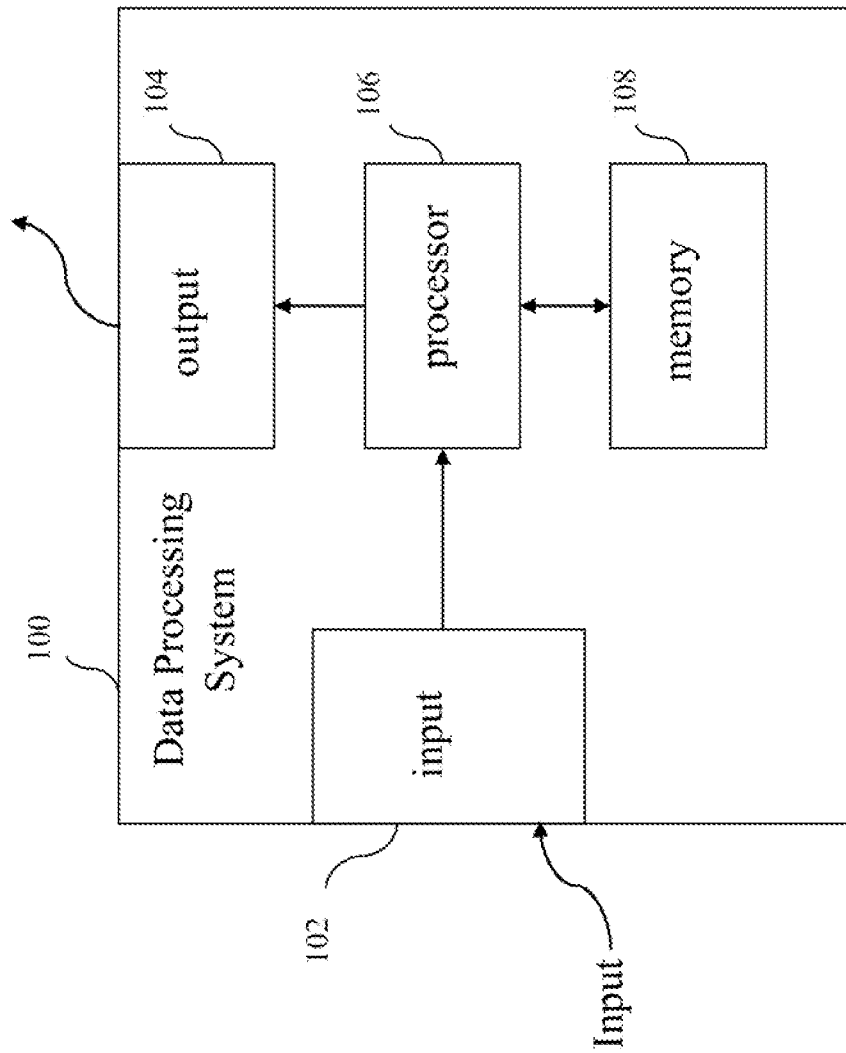 100
Data Processing
System
output
104
102
input
processor
106
Input
memory
108